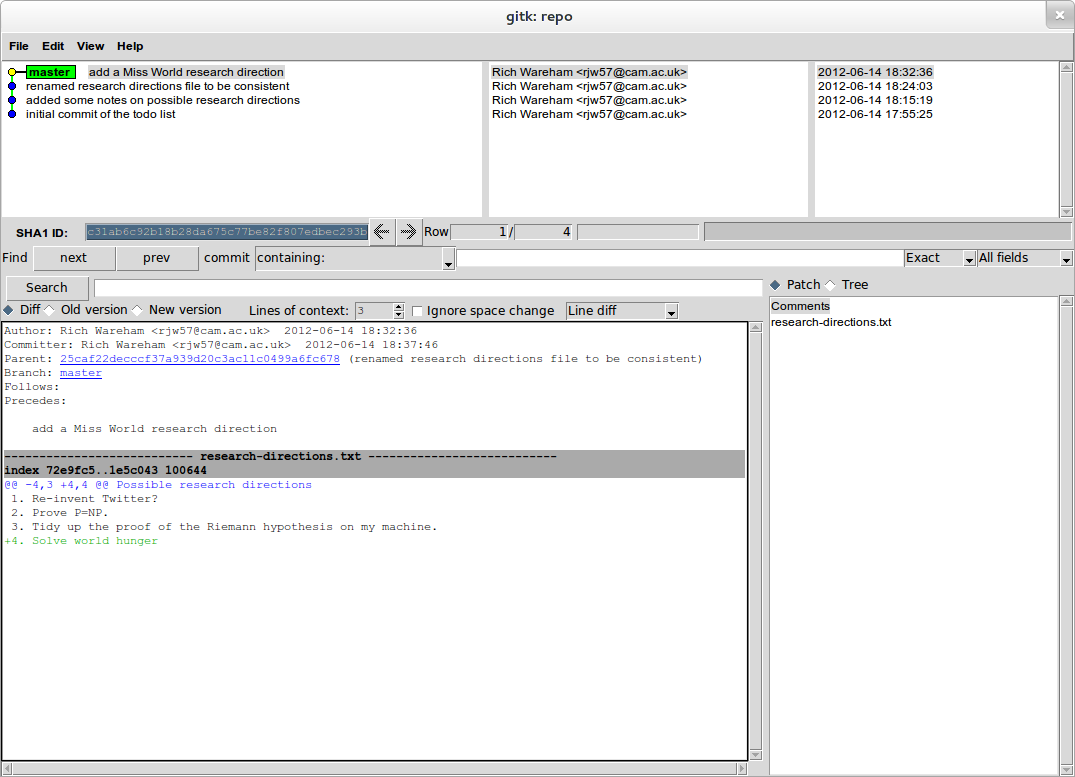 gitk: repo
File Edit View Help
master add a Miss World research direction Rich Wareham <rjw57@cam.ac.uk> 2012-06-14 18:32:36
renamed research directions file to be consistent Rich Wareham <rjw57@cam.ac.uk> 2012-06-14 18:24:03
added some notes on possible research directions Rich Wareham <rjw57@cam.ac.uk> 2012-06-14 18:15:19
initial commit of the todo list Rich Wareham <rjw57@cam.ac.uk> 2012-06-14 17:55:25
SHA1 ID: c31ab6c92b18b28da675c77be82f807edbec293b Row 1 / 4
Find next prev commit containing: Exact All fields
Search Patch Tree
Diff Old version New version Lines of context: 3 Ignore space change Line diff
Comments
research-directions.txt
Author: Rich Wareham <rjw57@cam.ac.uk>  2012-06-14 18:32:36
Committer: Rich Wareham <rjw57@cam.ac.uk>  2012-06-14 18:37:46
Parent: 25caf22decccf37a939d20c3ac11c0499a6fc678 (renamed research directions file to be consistent)
Branch: master
Follows:
Precedes:
add a Miss World research direction
--------------------------- research-directions.txt ---------------------------
index 72e9fc5..1e5c043 100644
@@ -4,3 +4,4 @@ Possible research directions
1. Re-invent Twitter?
2. Prove P=NP.
3. Tidy up the proof of the Riemann hypothesis on my machine.
+4. Solve world hunger